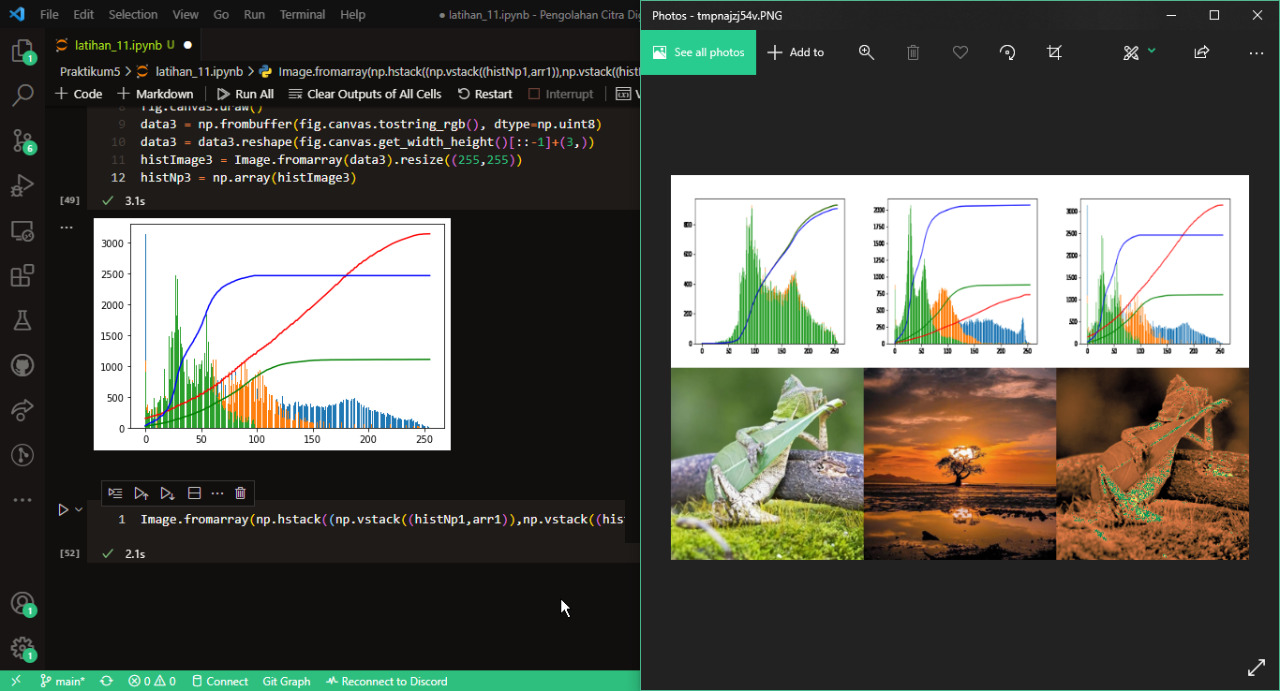 File Edit Selection View Go Run Terminal Help
● latihan_11.ipynb - Pengolahan Citra Di
latihan_11.ipynb U ●
Praktikum5 > latihan_11.ipynb > Image.fromarray(np.hstack((np.vstack((histNp1,arr1)),np.vstack((hist
+ Code + Markdown Run All Clear Outputs of All Cells Restart Interrupt
8 fig.canvas.draw()
9 data3 = np.frombuffer(fig.canvas.tostring_rgb(), dtype=np.uint8)
10 data3 = data3.reshape(fig.canvas.get_width_height()[::-1]+(3,))
11 histImage3 = Image.fromarray(data3).resize((255,255))
12 histNp3 = np.array(histImage3)
[49] ✓ 3.1s
3000
2500
2000
1500
1000
500
0
0 50 100 150 200 250
1 Image.fromarray(np.hstack((np.vstack((histNp1,arr1)),np.vstack((his
[52] ✓ 2.1s
main* 0 0 Connect Git Graph Reconnect to Discord
Photos - tmpnajzj54v.PNG
See all photos + Add to
800
600
400
200
0
0 50 100 150 200 250
2000
1750
1500
1250
1000
750
500
250
0
0 50 100 150 200 250
3000
2500
2000
1500
1000
500
0
0 50 100 150 200 250
1
6
1
1